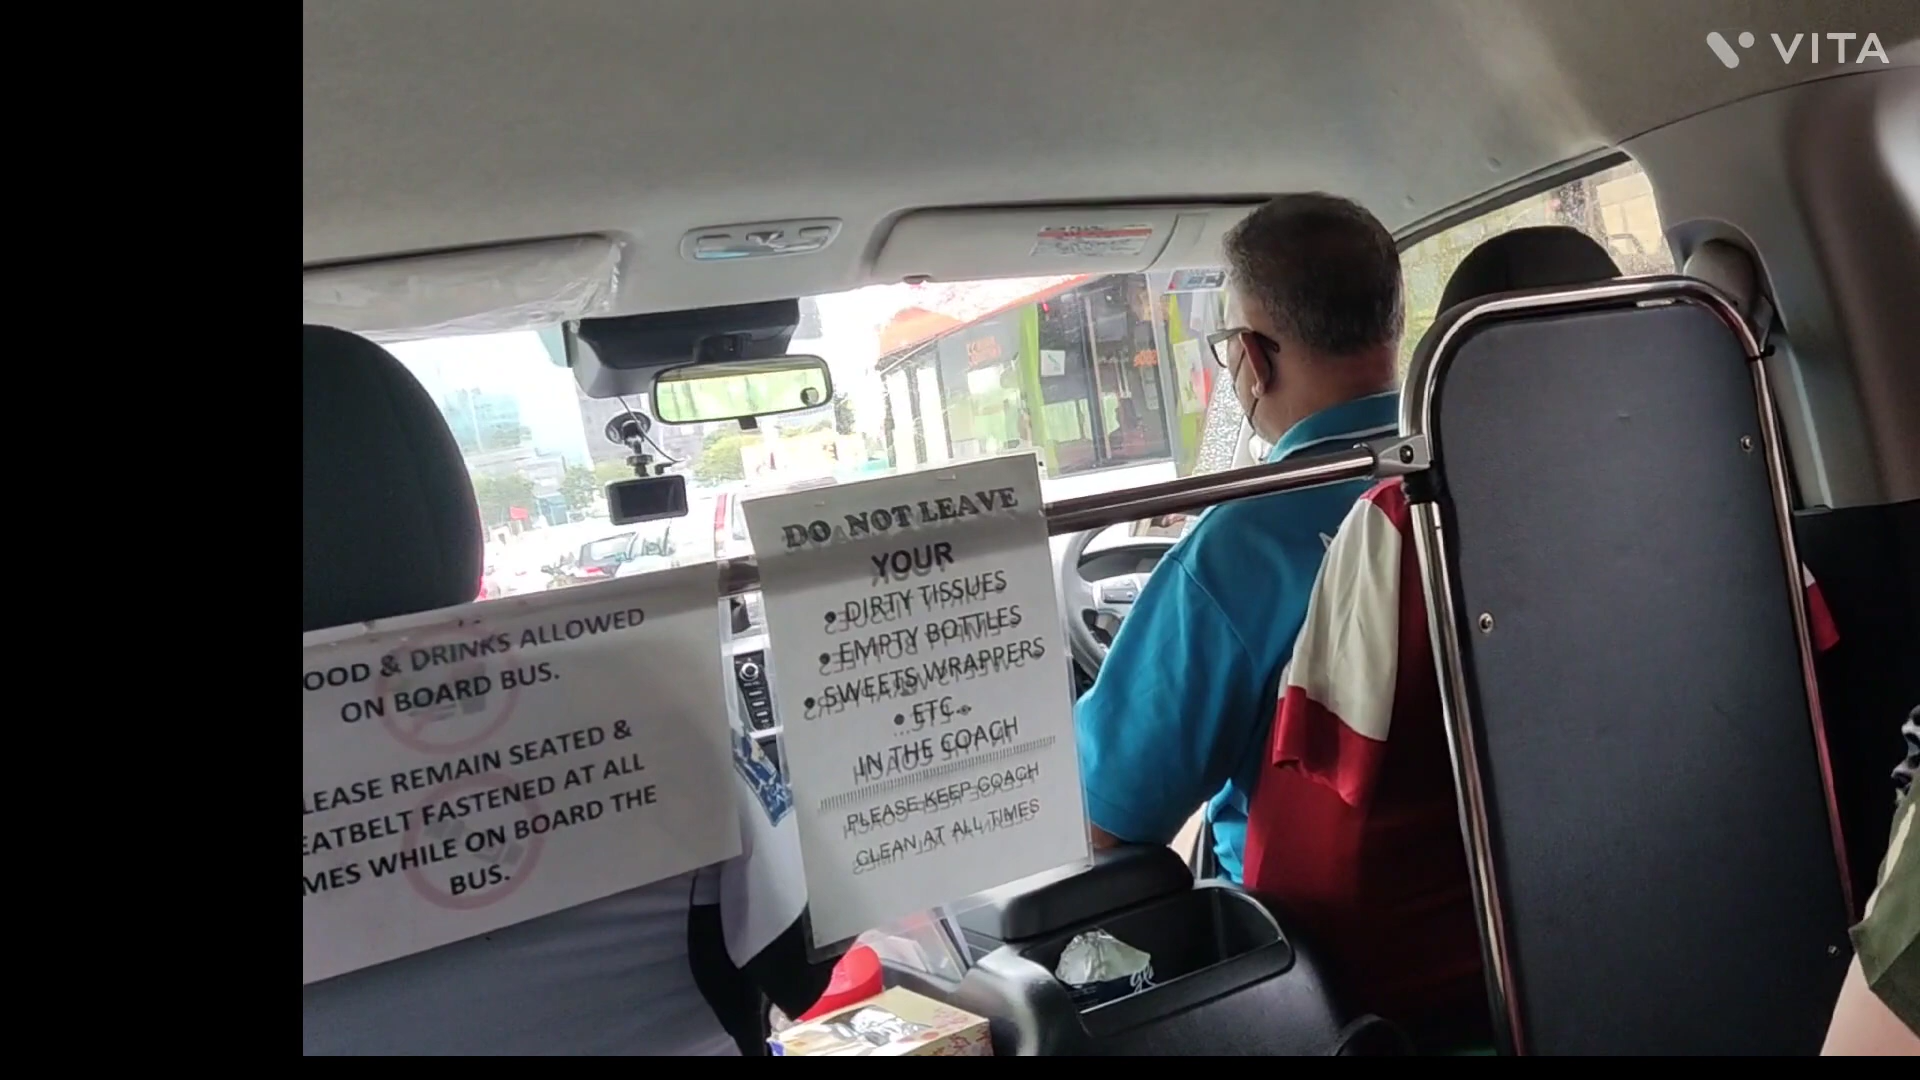 VITA
OOD & DRINKS ALLOWED
ON BOARD BUS.
LEASE REMAIN SEATED &
EATBELT FASTENED AT ALL
MES WHILE ON BOARD THE
BUS.
DO NOT LEAVE
YOUR
• DIRTY TISSUES
• EMPTY BOTTLES
• SWEETS WRAPPERS
• ETC..
IN THE COACH
PLEASE KEEP COACH
CLEAN AT ALL TIMES